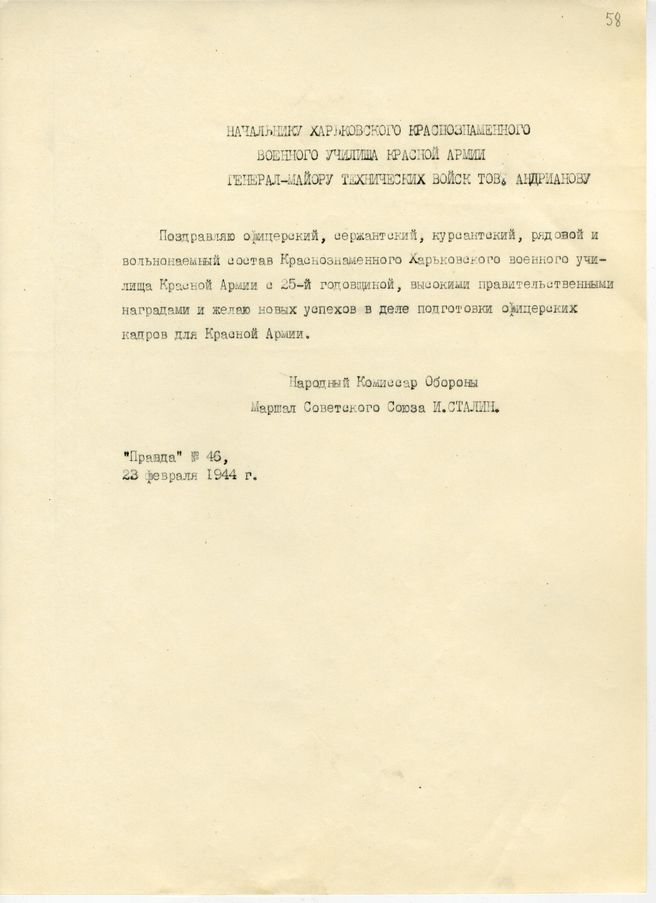 58
НАЧАЛЬНИКУ ХАРЬКОВСКОГО КРАСНОЗНАМЕННОГО
ВОЕННОГО УЧИЛИЩА КРАСНОЙ АРМИИ
ГЕНЕРАЛ-МАЙОРУ ТЕХНИЧЕСКИХ ВОЙСК ТОВ. АНДРИАНОВУ
Поздравляю офицерский, сержантский, курсантский, рядовой и
вольнонаемный состав Краснознаменного Харьковского военного учи-
лища Красной Армии с 25-й годовщиной, высокими правительственными
наградами и желаю новых успехов в деле подготовки офицерских
кадров для Красной Армии.
Народный Комиссар Обороны
Маршал Советского Союза И.СТАЛИН.
"Правда" № 46,
23 февраля 1944 г.